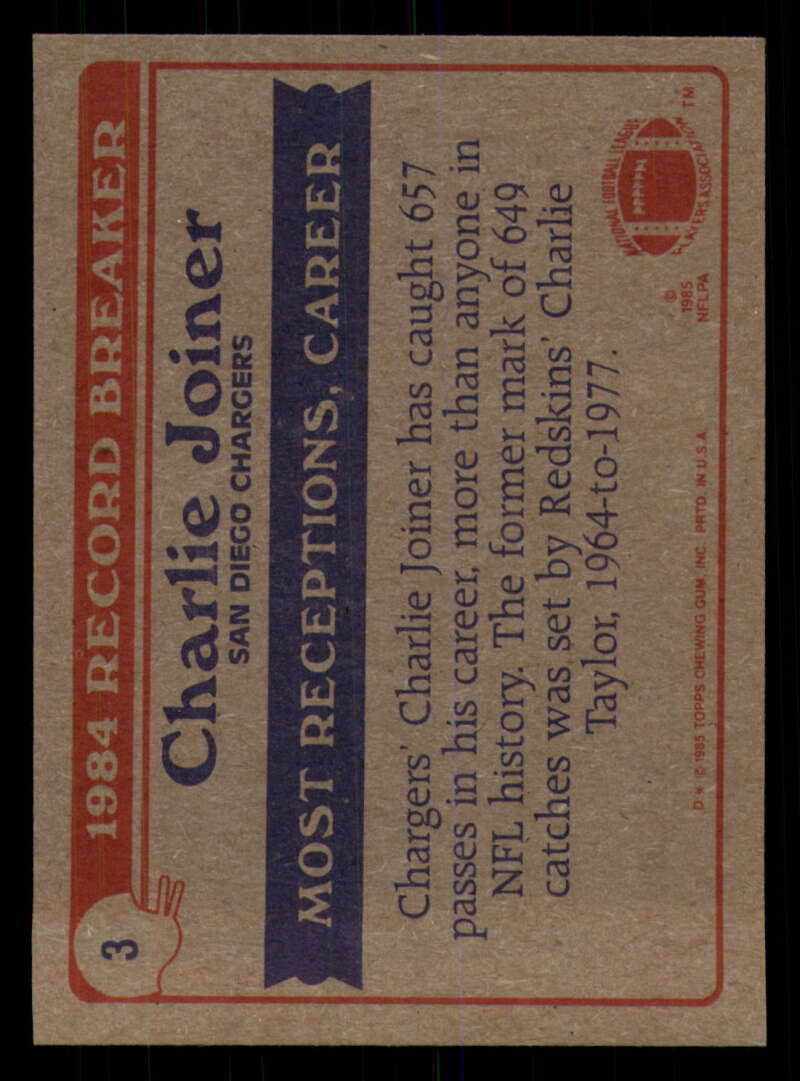 3
1984 RECORD BREAKER
Charlie Joiner
SAN DIEGO CHARGERS
MOST RECEPTIONS, CAREER
Chargers' Charlie Joiner has caught 657
passes in his career, more than anyone in
NFL history. The former mark of 649
catches was set by Redskins' Charlie
Taylor, 1964-to-1977.
NATIONAL FOOTBALL LEAGUE
PLAYERS ASSOCIATION
TM
©
1985
NFLPA
D * © 1985 TOPPS CHEWING GUM, INC. PRTD. IN U.S.A.